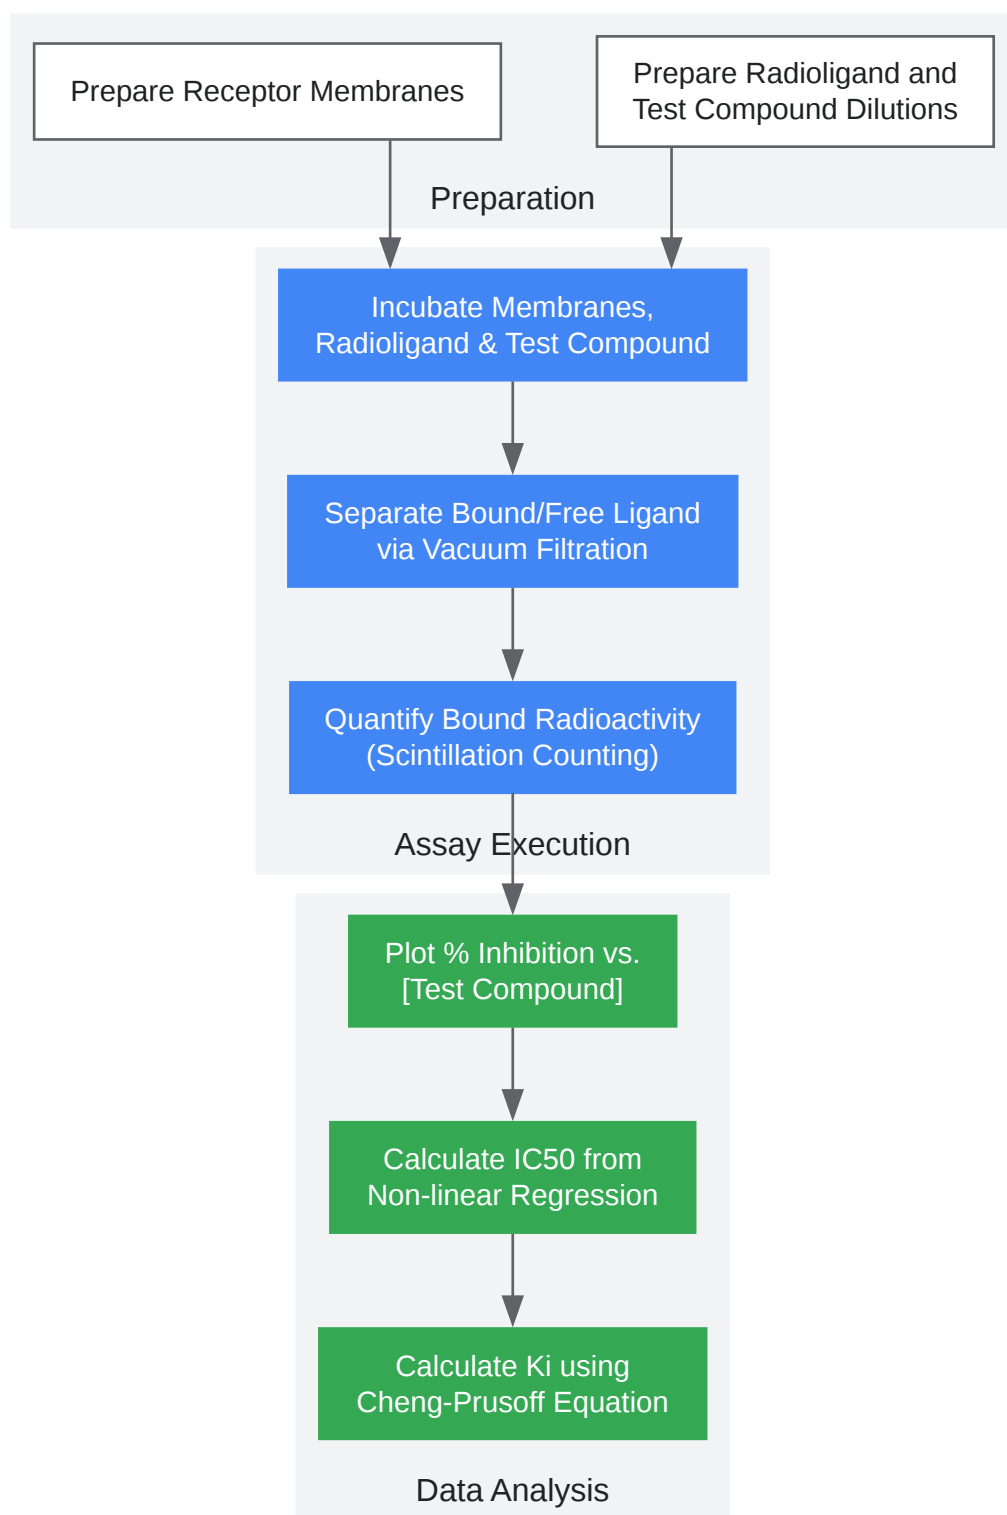 Prepare Receptor Membranes
Prepare Radioligand and
Test Compound Dilutions
Preparation
Incubate Membranes,
Radioligand & Test Compound
Separate Bound/Free Ligand
via Vacuum Filtration
Quantify Bound Radioactivity
(Scintillation Counting)
Assay Execution
Plot % Inhibition vs.
[Test Compound]
Calculate IC50 from
Non-linear Regression
Calculate Ki using
Cheng-Prusoff Equation
Data Analysis